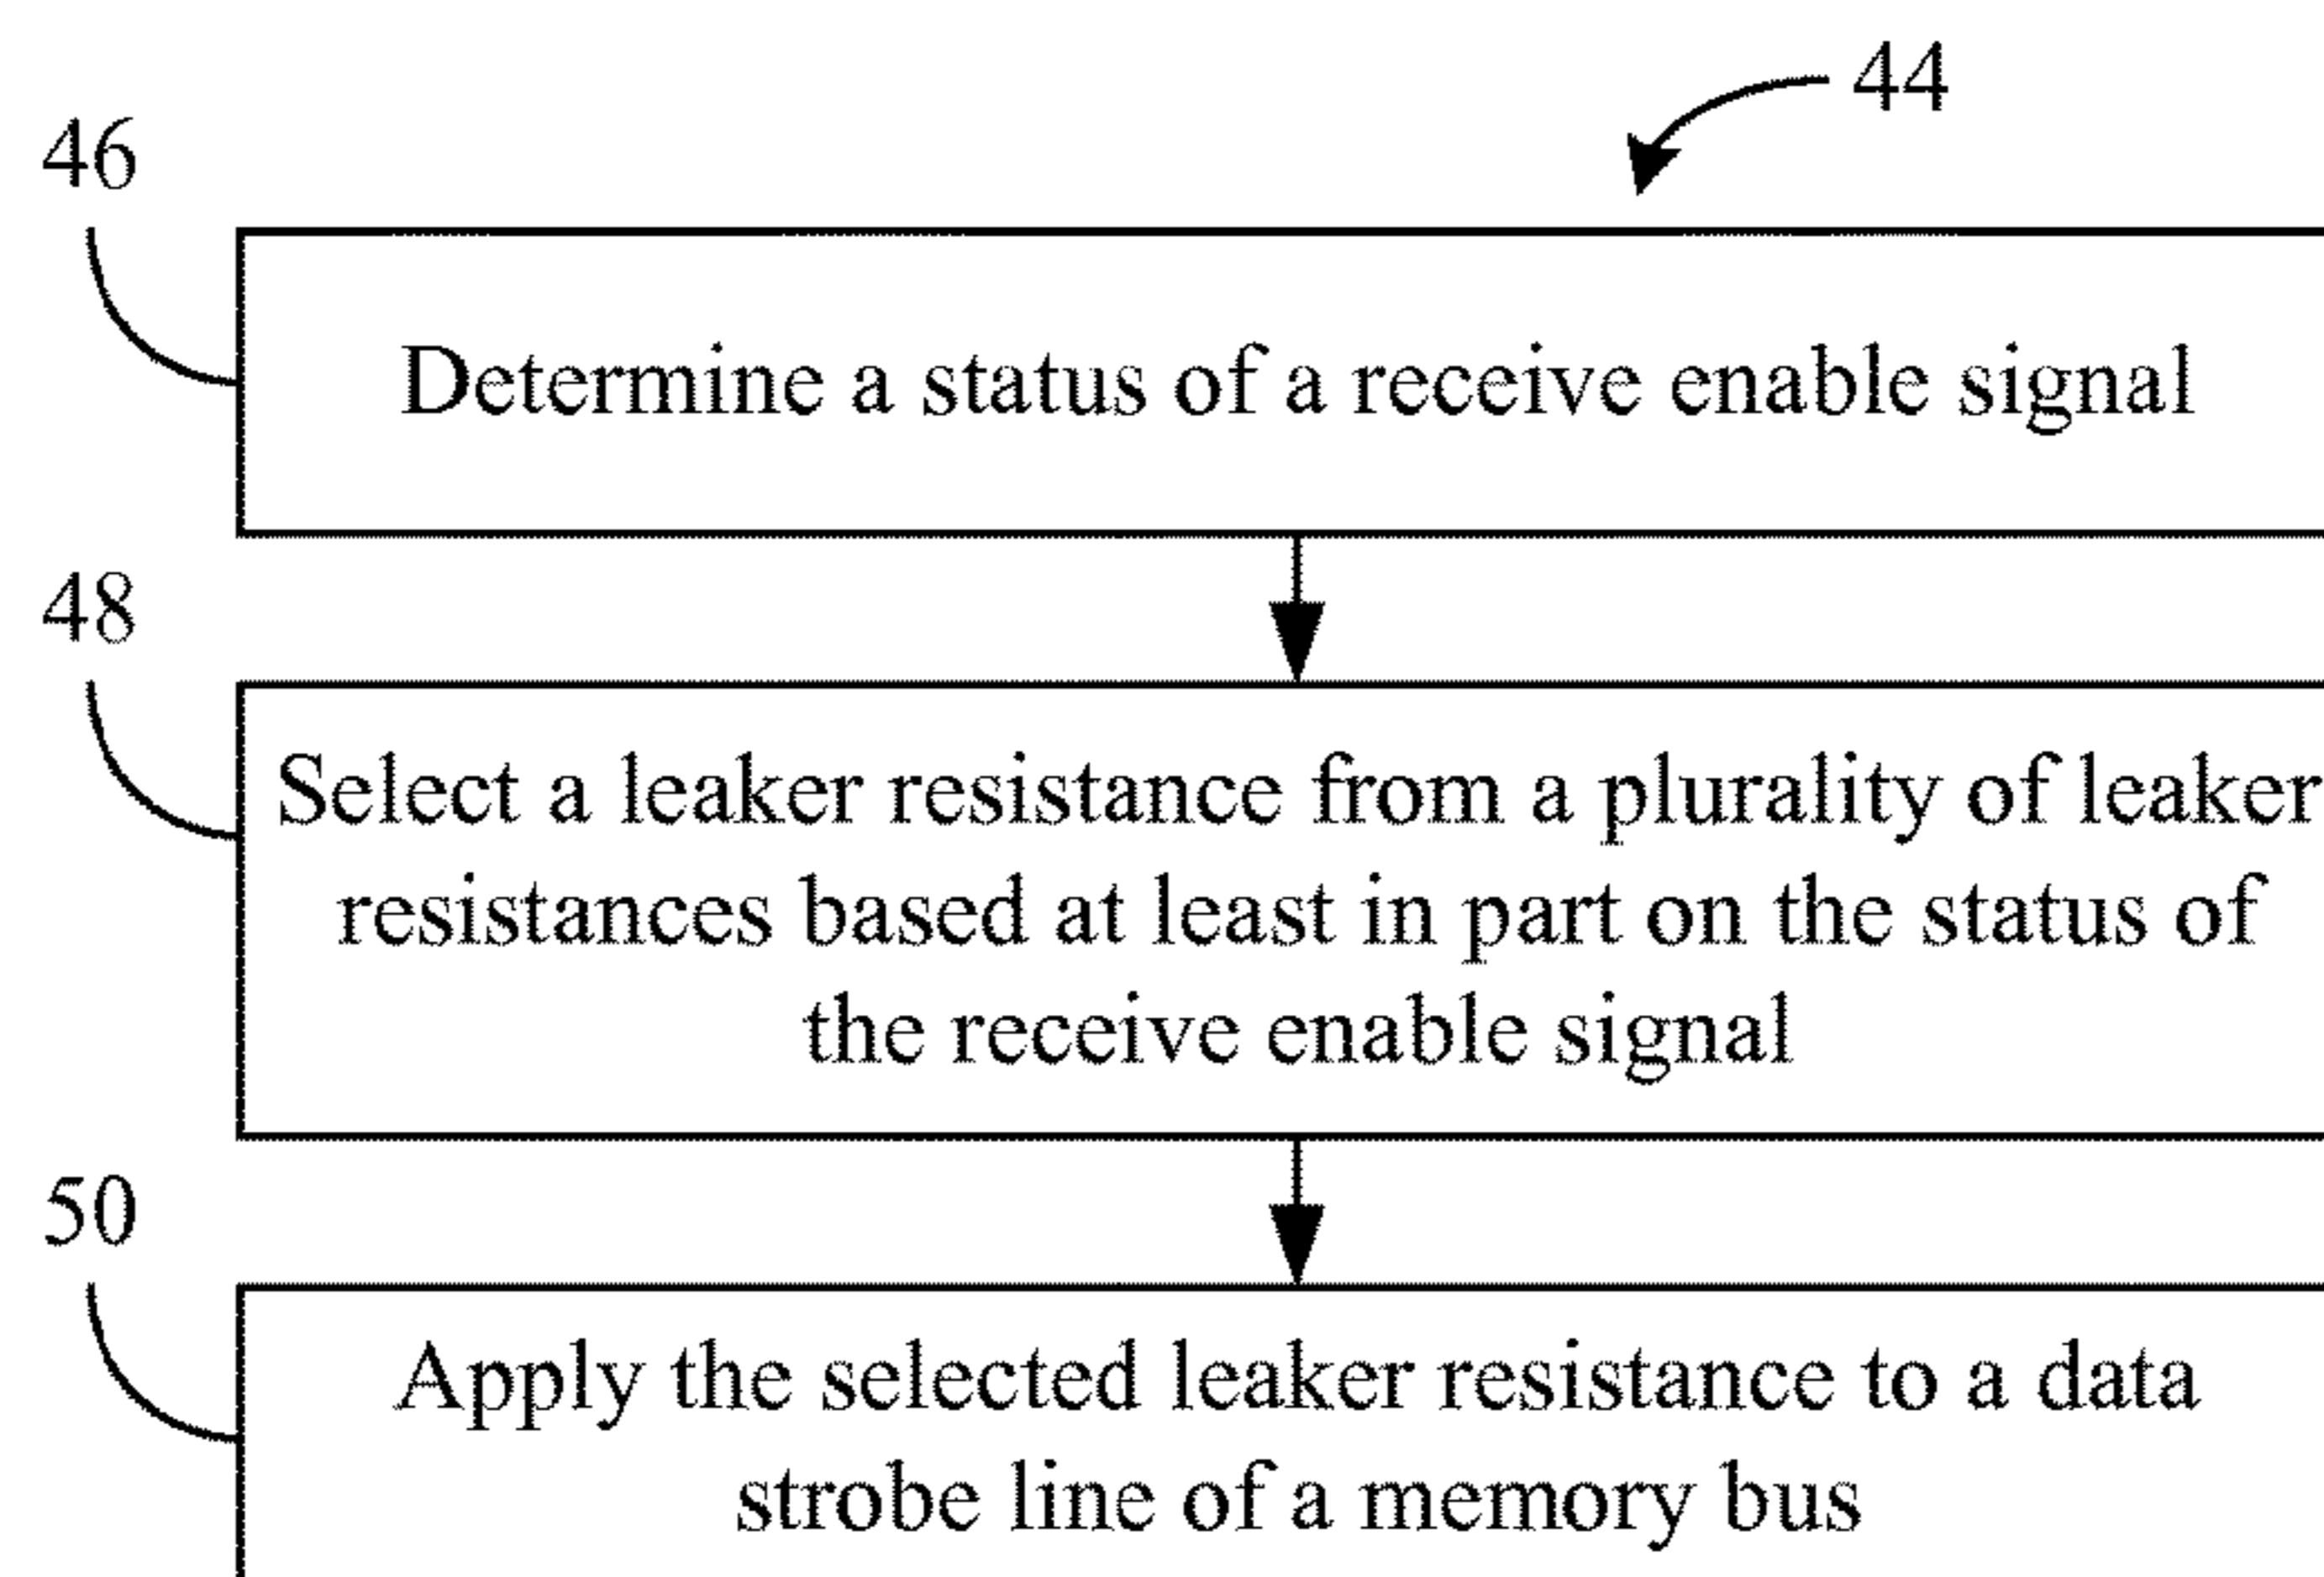 44
46
Determine a status of a receive enable signal
48
Select a leaker resistance from a plurality of leaker
resistances based at least in part on the status of
the receive enable signal
50
Apply the selected leaker resistance to a data
strobe line of a memory bus